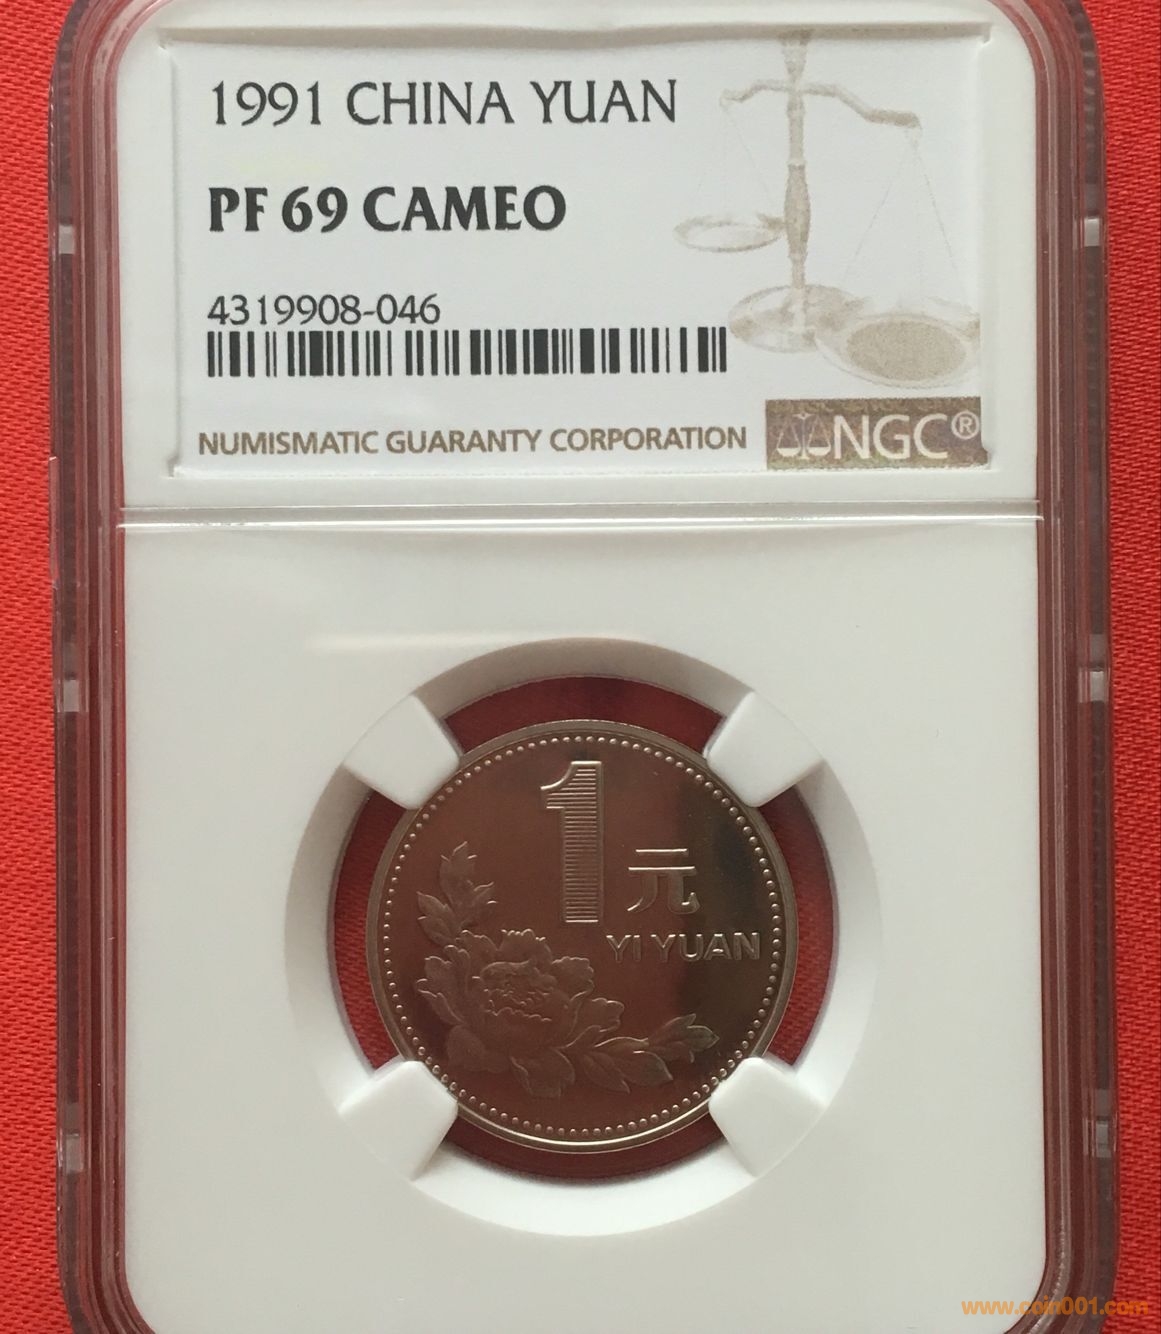 1991 CHINA YUAN
PF 69 CAMEO
4319908-046
NUMISMATIC GUARANTY CORPORATION NGC®
1 元
YI YUAN
www.coin001.com